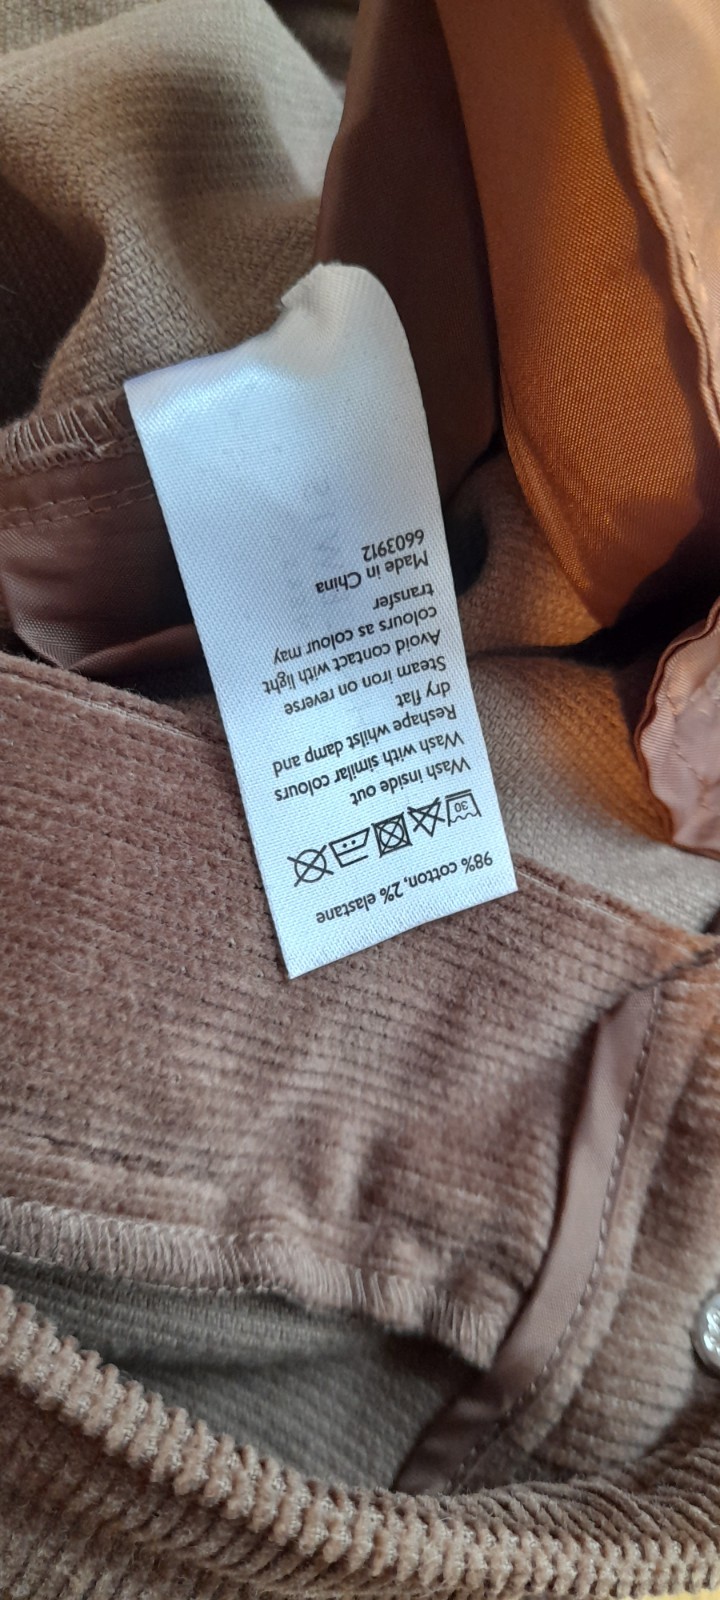 98% cotton, 2% elastane
30
Wash inside out
Wash with similar colours
Reshape whilst damp and
dry flat
Steam iron on reverse
Avoid contact with light
colours as colour may
transfer
Made in China
6603912